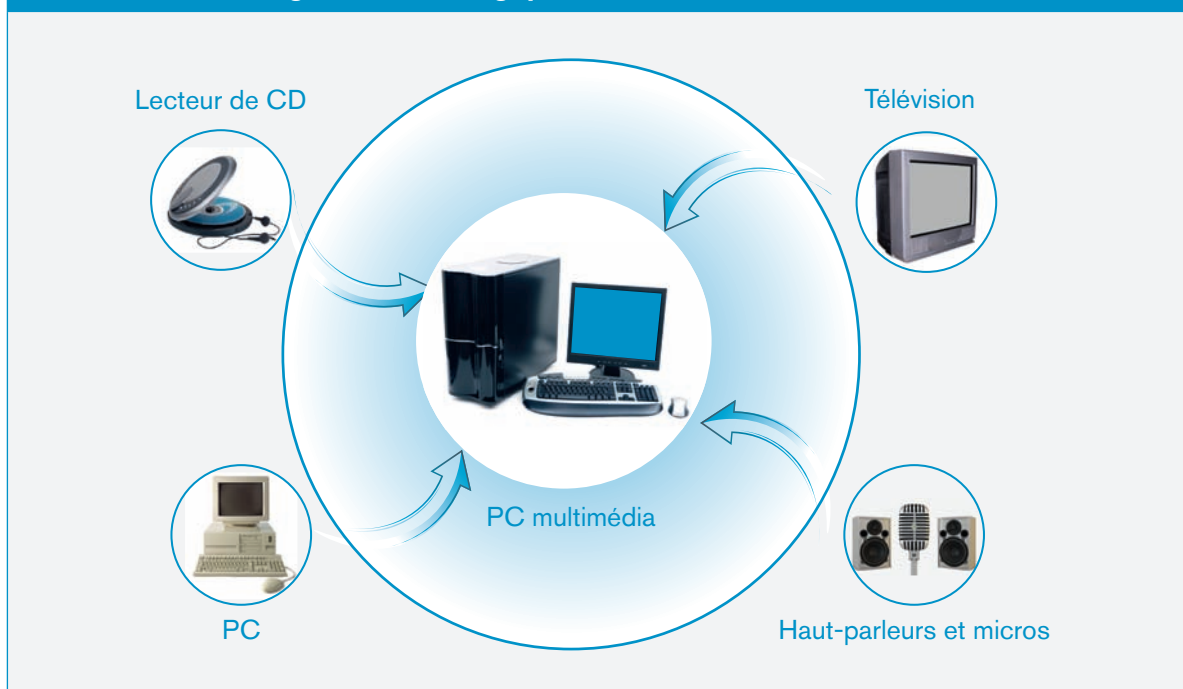 Lecteur de CD
Télévision
PC multimédia
PC
Haut-parleurs et micros